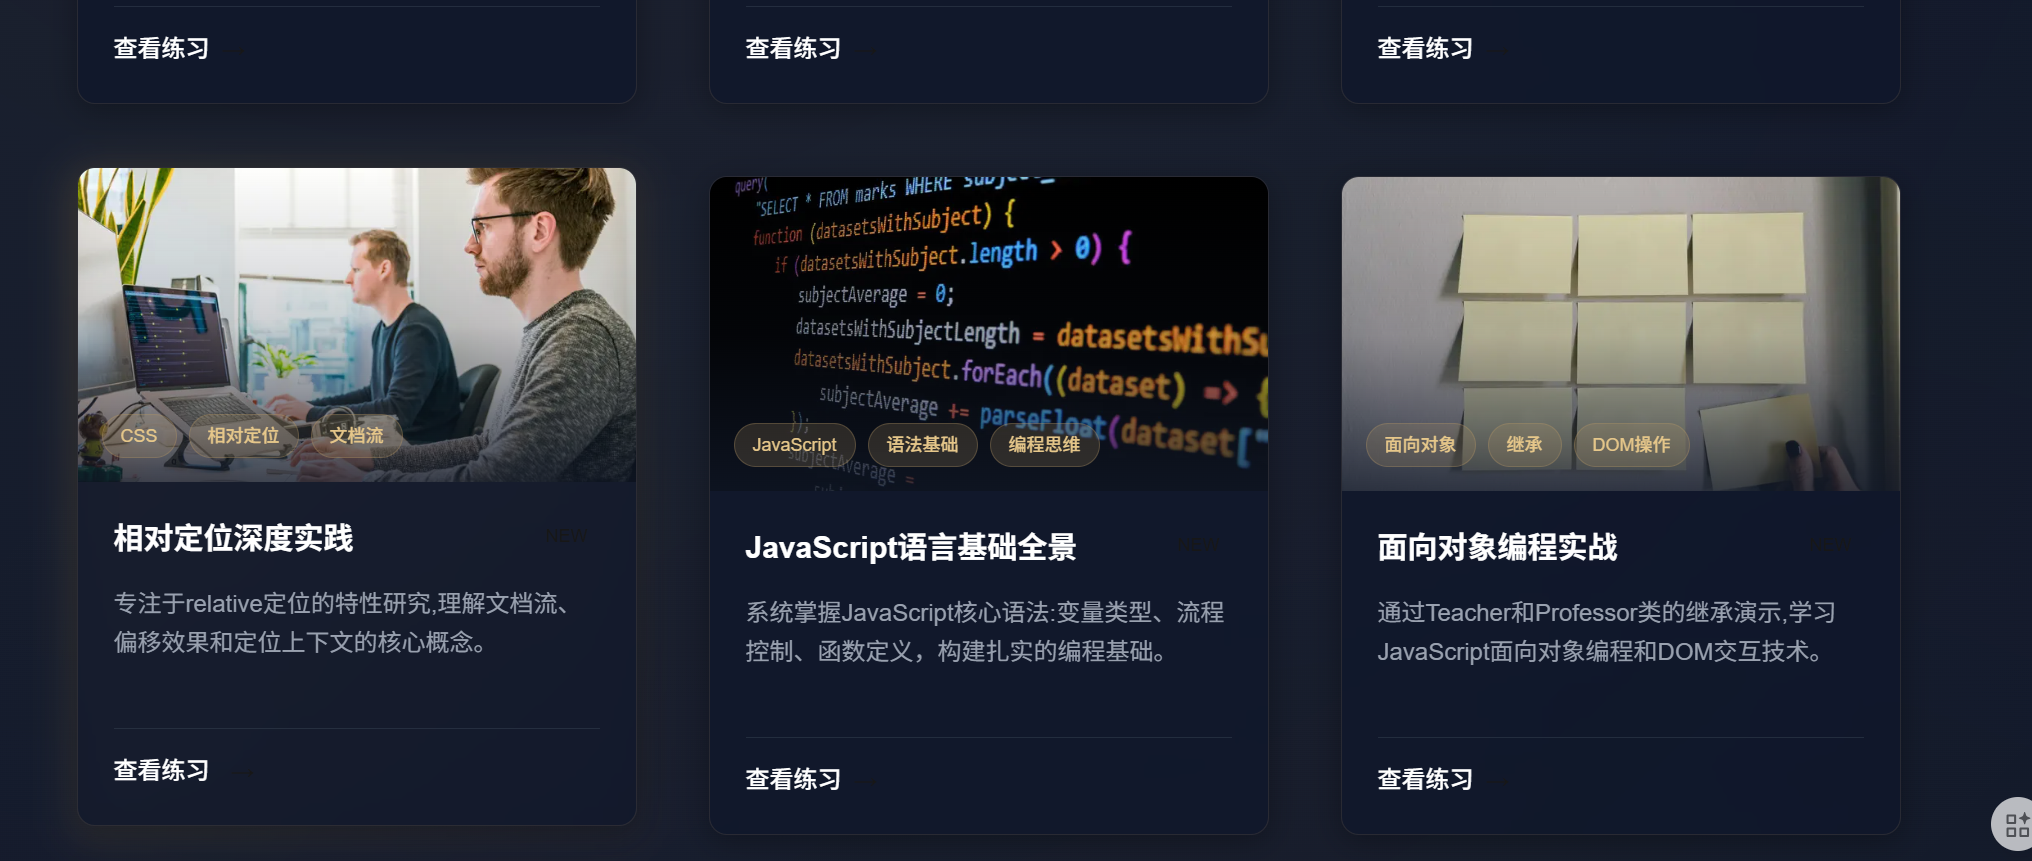 查看练习
查看练习
查看练习
CSS
相对定位
文档流
相对定位深度实践
NEW
专注于relative定位的特性研究,理解文档流、
偏移效果和定位上下文的核心概念。
查看练习 →
query(
"SELECT * FROM marks WHERE subject_
function (datasetsWithSubject) {
if (datasetsWithSubject.length > 0) {
subjectAverage = 0;
datasetsWithSubjectLength = datasetsWithSu
datasetsWithSubject.forEach((dataset) => {
subjectAverage += parseFloat(dataset["
});
subjectAverage =
JavaScript
语法基础
编程思维
JavaScript语言基础全景
系统掌握JavaScript核心语法:变量类型、流程
控制、函数定义，构建扎实的编程基础。
查看练习
面向对象
继承
DOM操作
面向对象编程实战
通过Teacher和Professor类的继承演示,学习
JavaScript面向对象编程和DOM交互技术。
查看练习